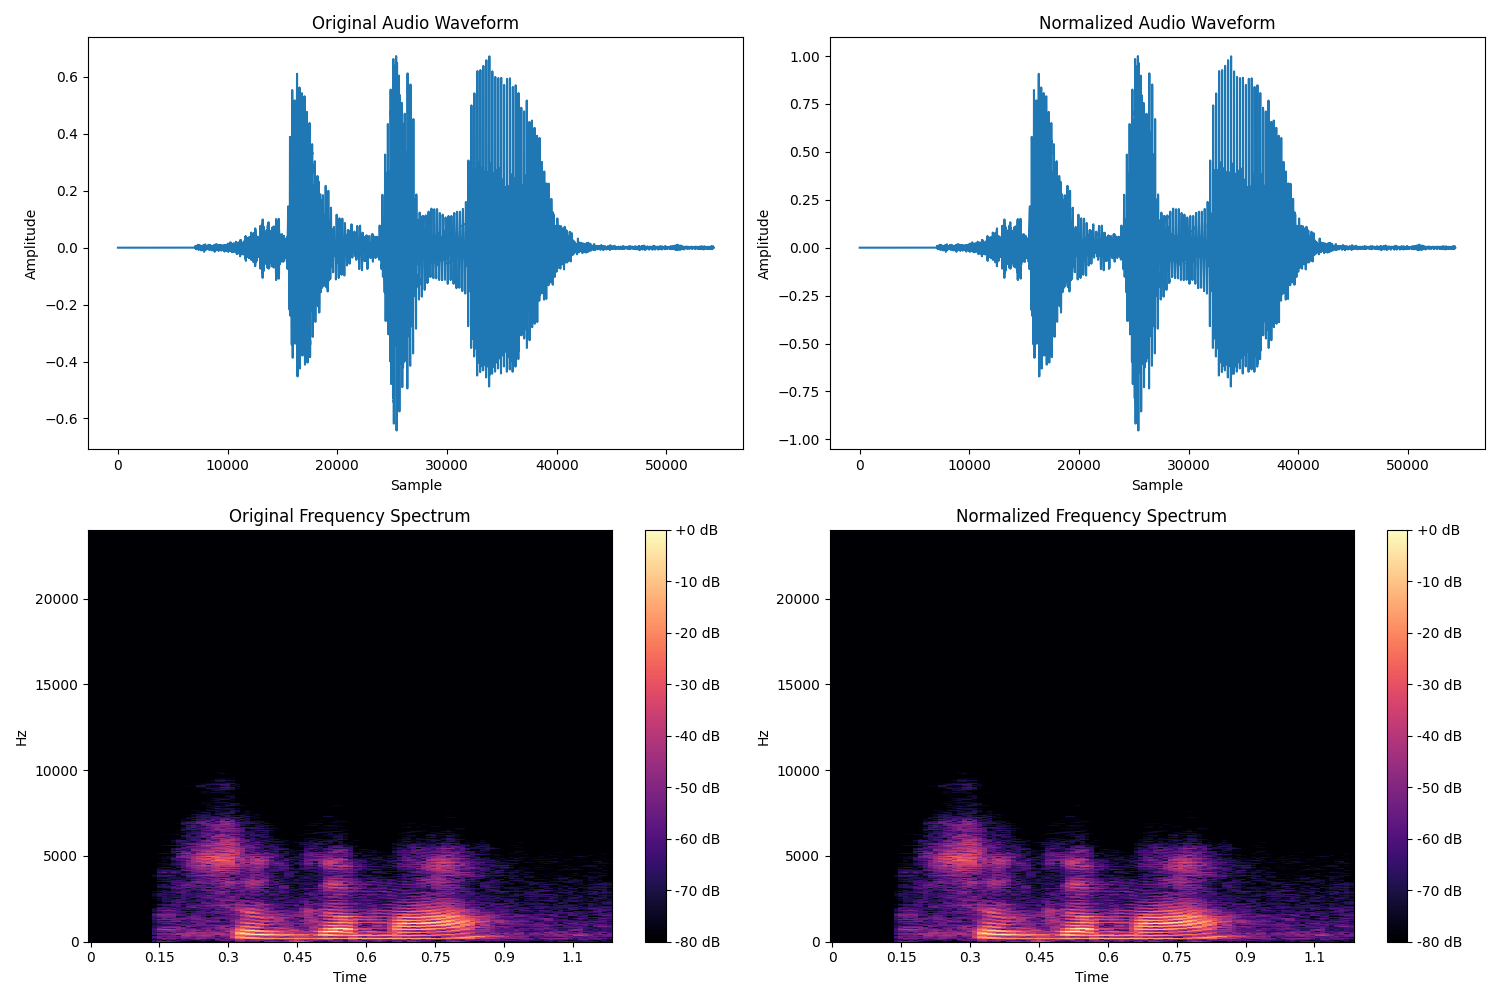 Original Audio Waveform
Amplitude
0.6
0.4
0.2
0.0
−0.2
−0.4
−0.6
0 10000 20000 30000 40000 50000
Sample
Normalized Audio Waveform
Amplitude
1.00
0.75
0.50
0.25
0.00
−0.25
−0.50
−0.75
−1.00
0 10000 20000 30000 40000 50000
Sample
Original Frequency Spectrum
Hz
20000
15000
10000
5000
0
0 0.15 0.3 0.45 0.6 0.75 0.9 1.1
Time
+0 dB
-10 dB
-20 dB
-30 dB
-40 dB
-50 dB
-60 dB
-70 dB
-80 dB
Normalized Frequency Spectrum
Hz
20000
15000
10000
5000
0
0 0.15 0.3 0.45 0.6 0.75 0.9 1.1
Time
+0 dB
-10 dB
-20 dB
-30 dB
-40 dB
-50 dB
-60 dB
-70 dB
-80 dB